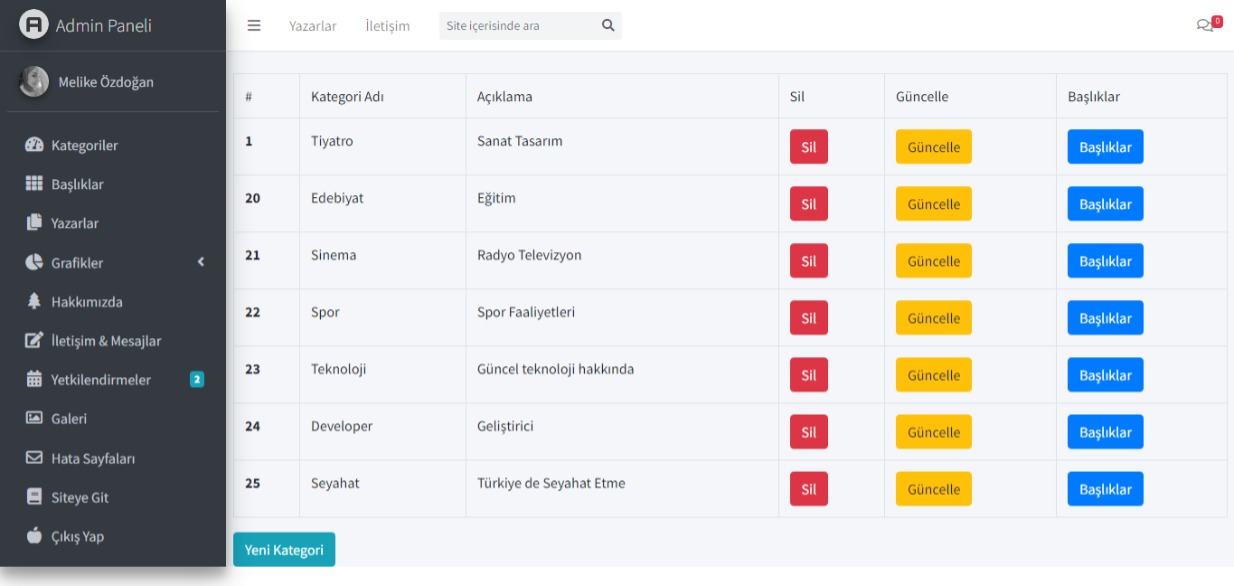 Admin Paneli
Yazarlar İletişim Site içerisinde ara 0
Melike Özdoğan
Kategoriler
Başlıklar
Yazarlar
Grafikler
Hakkımızda
İletişim & Mesajlar
Yetkilendirmeler 2
Galeri
Hata Sayfaları
Siteye Git
Çıkış Yap
# Kategori Adı Açıklama Sil Güncelle Başlıklar
1 Tiyatro Sanat Tasarım Sil Güncelle Başlıklar
20 Edebiyat Eğitim Sil Güncelle Başlıklar
21 Sinema Radyo Televizyon Sil Güncelle Başlıklar
22 Spor Spor Faaliyetleri Sil Güncelle Başlıklar
23 Teknoloji Güncel teknoloji hakkında Sil Güncelle Başlıklar
24 Developer Geliştirici Sil Güncelle Başlıklar
25 Seyahat Türkiye de Seyahat Etme Sil Güncelle Başlıklar
Yeni Kategori